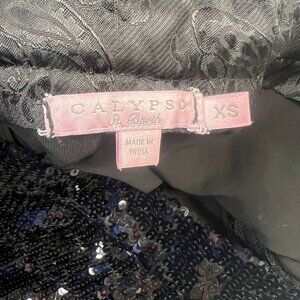 CALYPSO
St. Barth
XS
MADE IN
INDIA